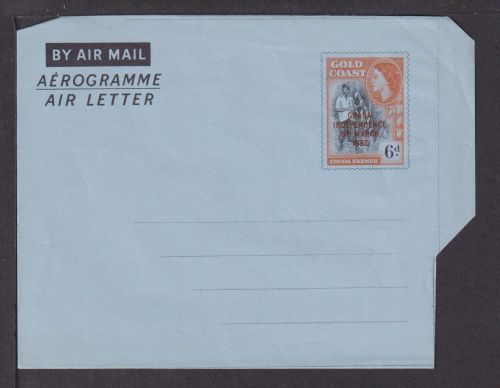 BY AIR MAIL
AÉROGRAMME
AIR LETTER
GOLD
COAST
GHANA
INDEPENDENCE
6TH MARCH
1957
6d
COCOA FARMER